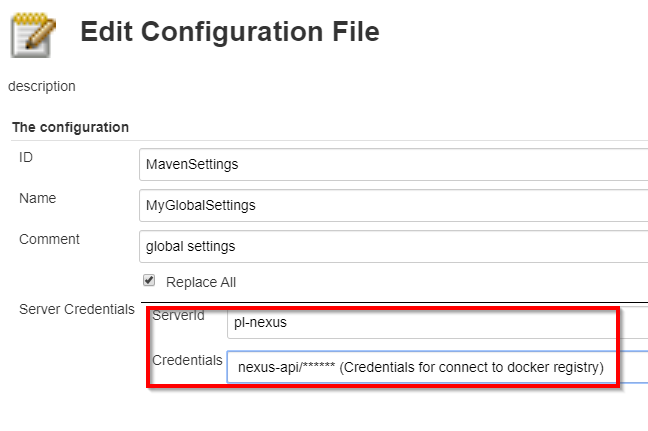 Edit Configuration File
description
The configuration
ID
MavenSettings
Name
MyGlobalSettings
Comment
global settings
Replace All
Server Credentials
ServerId
pl-nexus
Credentials
nexus-api/****** (Credentials for connect to docker registry)